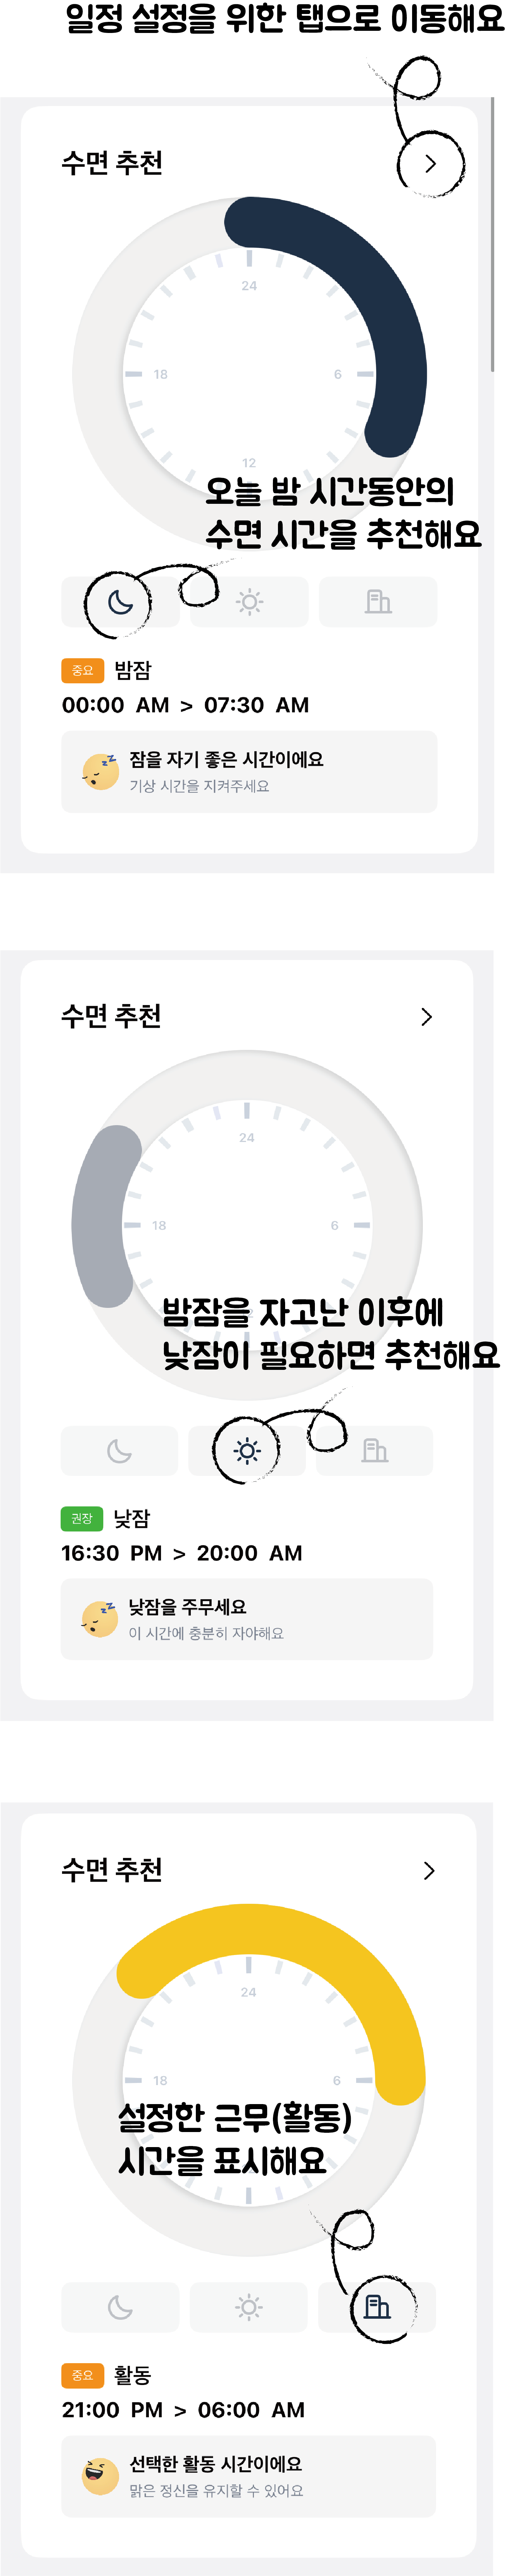 일정 설정을 위한 탭으로 이동해요
수면 추천
24
18
6
12
오늘 밤 시간동안의
수면 시간을 추천해요
중요 밤잠
00:00 AM > 07:30 AM
잠을 자기 좋은 시간이에요
기상 시간을 지켜주세요
수면 추천
24
18
6
밤잠을 자고난 이후에
낮잠이 필요하면 추천해요
권장 낮잠
16:30 PM > 20:00 AM
낮잠을 주무세요
이 시간에 충분히 자야해요
수면 추천
24
18
6
설정한 근무(활동)
시간을 표시해요
중요 활동
21:00 PM > 06:00 AM
선택한 활동 시간이에요
맑은 정신을 유지할 수 있어요